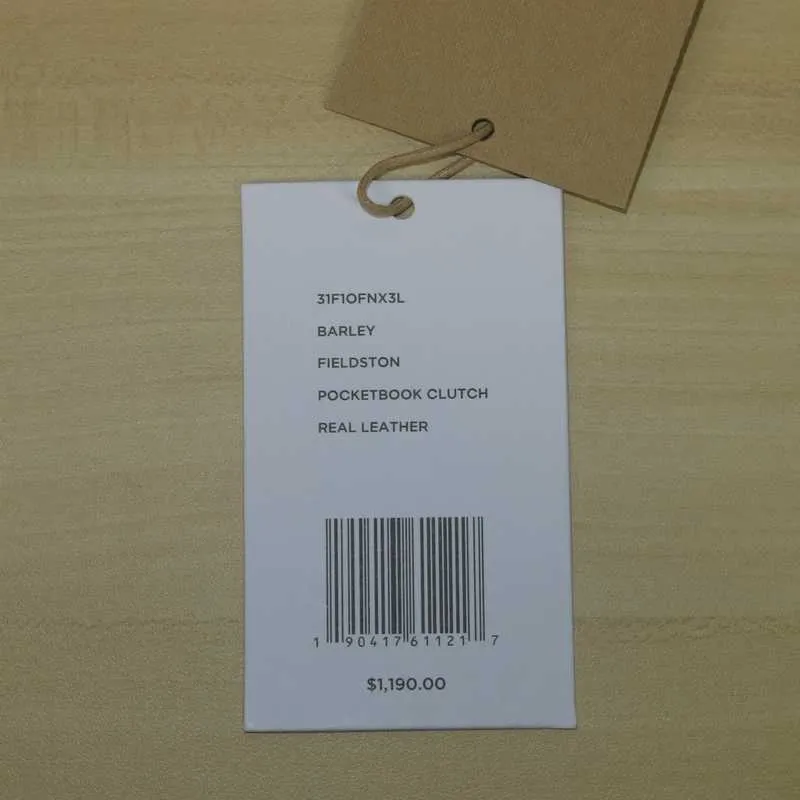 31F1OFNX3L
BARLEY
FIELDSTON
POCKETBOOK CLUTCH
REAL LEATHER
1 90417 61121 7
$1,190.00